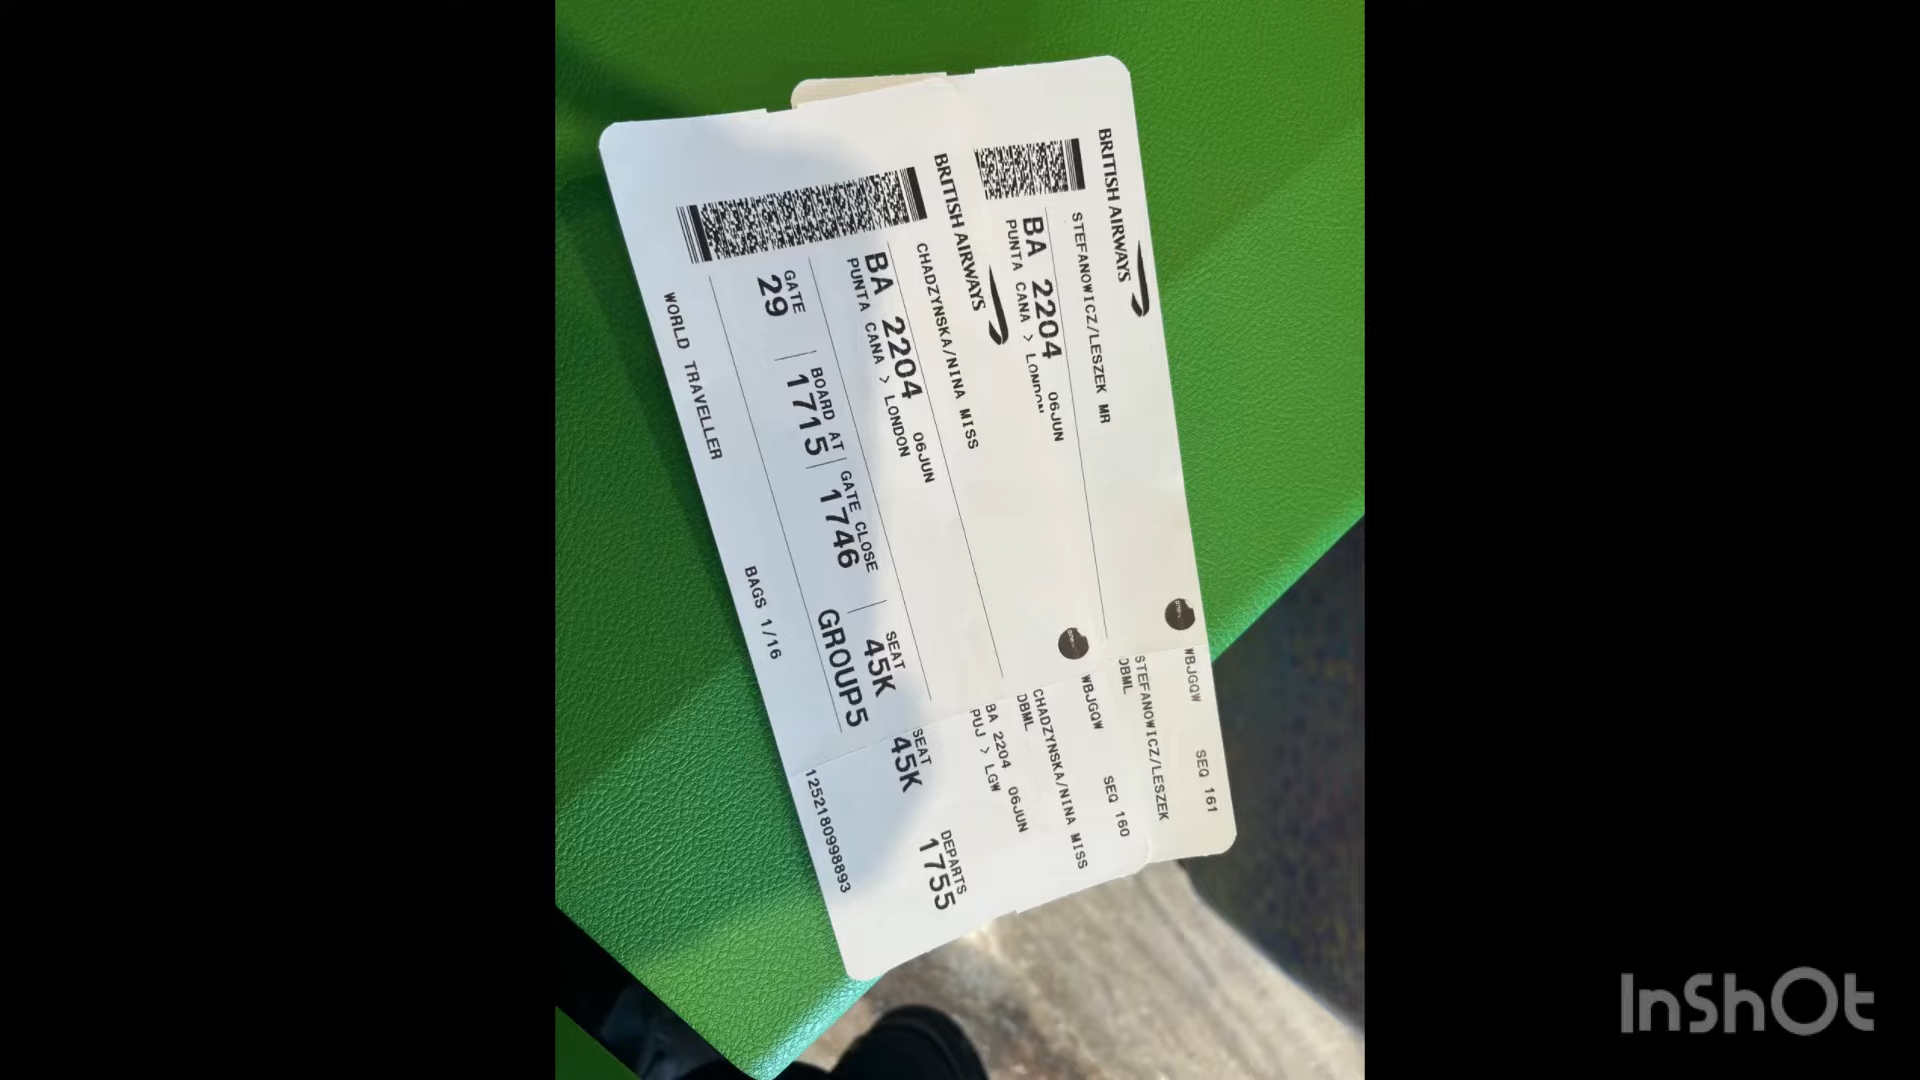 BRITISH AIRWAYS
STEFANOWICZ/LESZEK MR
BA 2204 06JUN
PUNTA CANA > LONDON
WBJGQW SEQ 161
STEFANOWICZ/LESZEK
DBML
BRITISH AIRWAYS
CHADZYNSKA/NINA MISS
BA 2204 06JUN
PUNTA CANA > LONDON
GATE BOARD AT GATE CLOSE SEAT
29 1715 1746 45K
GROUP5
WORLD TRAVELLER BAGS 1/16
WBJGQW SEQ 160
CHADZYNSKA/NINA MISS
DBML
BA 2204 06JUN
PUJ > LGW
SEAT DEPARTS
45K 1755
1252180998893
InShOt